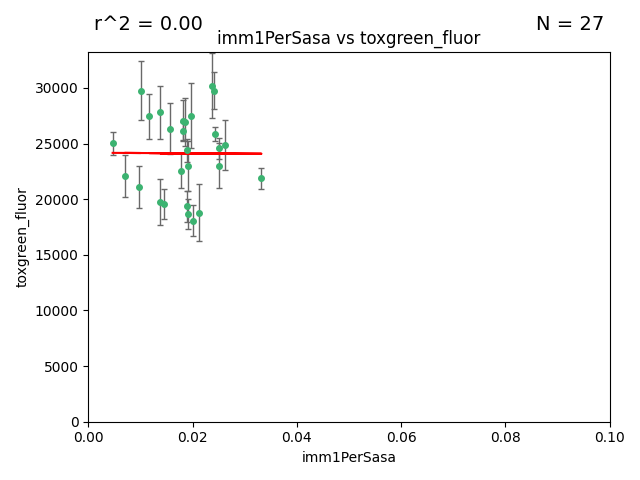 r^2 = 0.00
N = 27
imm1PerSasa vs toxgreen_fluor
toxgreen_fluor
30000
25000
20000
15000
10000
5000
0
0.00
0.02
0.04
0.06
0.08
0.10
imm1PerSasa